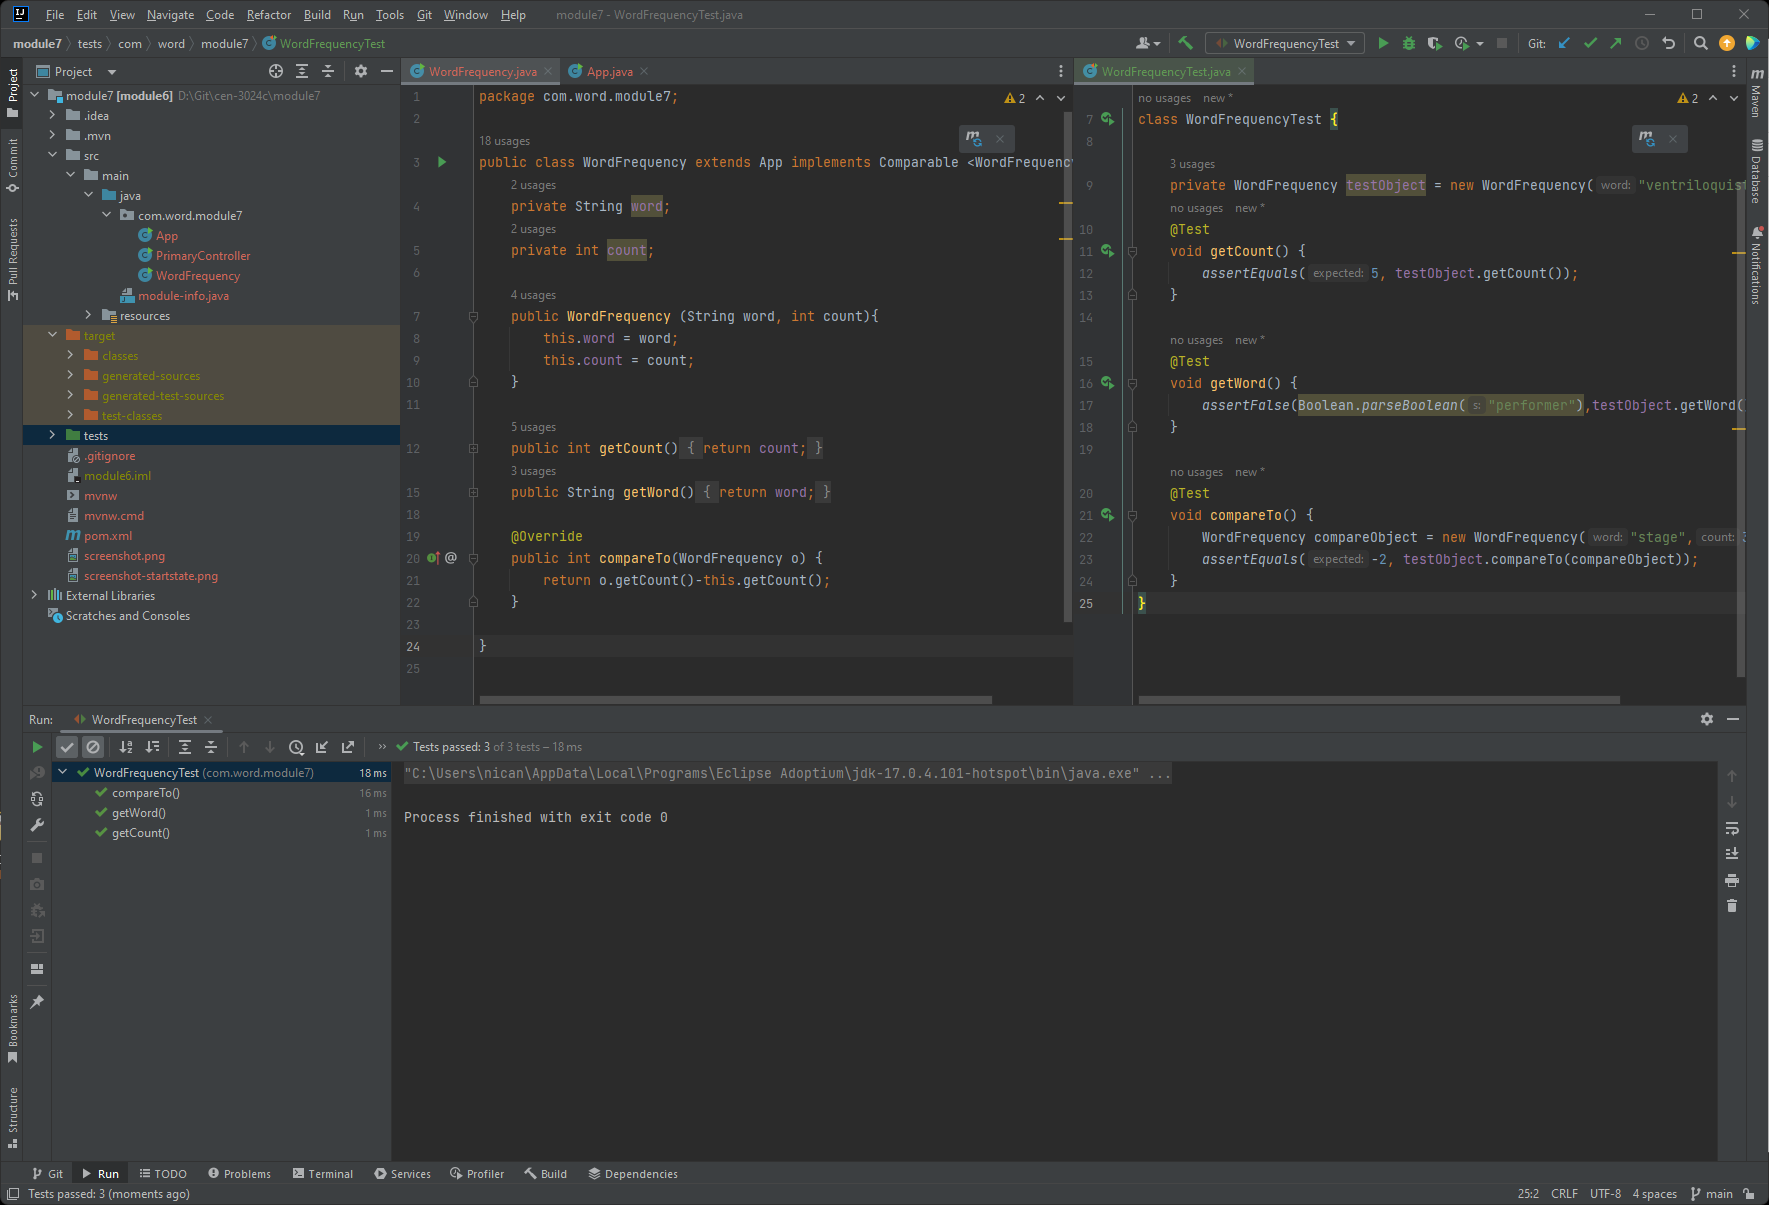 File Edit View Navigate Code Refactor Build Run Tools Git Window Help module7 - WordFrequencyTest.java
module7 tests com word module7 WordFrequencyTest
WordFrequencyTest Git:
Project
WordFrequency.java App.java
WordFrequencyTest.java
module7 [module6] D:\Git\cen-3024c\module7
.idea
.mvn
src
main
java
com.word.module7
App
PrimaryController
WordFrequency
module-info.java
resources
target
classes
generated-sources
generated-test-sources
test-classes
tests
.gitignore
module6.iml
mvnw
mvnw.cmd
pom.xml
screenshot.png
screenshot-startstate.png
External Libraries
Scratches and Consoles
Project
Commit
Pull Requests
Bookmarks
Structure
2
1 package com.word.module7;
2
18 usages
3 public class WordFrequency extends App implements Comparable <WordFrequenc
2 usages
4 private String word;
2 usages
5 private int count;
6
4 usages
7 public WordFrequency (String word, int count){
8 this.word = word;
9 this.count = count;
10 }
11
5 usages
12 public int getCount() { return count; }
3 usages
15 public String getWord() { return word; }
18
19 @Override
20 @ public int compareTo(WordFrequency o) {
21 return o.getCount()-this.getCount();
22 }
23
24 }
25
2
no usages new *
7 class WordFrequencyTest {
8
3 usages
9 private WordFrequency testObject = new WordFrequency( word: "ventriloquis
no usages new *
10 @Test
11 void getCount() {
12 assertEquals( expected: 5, testObject.getCount());
13 }
14
no usages new *
15 @Test
16 void getWord() {
17 assertFalse(Boolean.parseBoolean( s: "performer"),testObject.getWord(
18 }
19
no usages new *
20 @Test
21 void compareTo() {
22 WordFrequency compareObject = new WordFrequency( word: "stage", count: 3
23 assertEquals( expected: -2, testObject.compareTo(compareObject));
24 }
25 }
Maven
Database
Notifications
Run: WordFrequencyTest
Tests passed: 3 of 3 tests – 18 ms
WordFrequencyTest (com.word.module7) 18 ms
compareTo() 16 ms
getWord() 1 ms
getCount() 1 ms
"C:\Users\nican\AppData\Local\Programs\Eclipse Adoptium\jdk-17.0.4.101-hotspot\bin\java.exe" ...
Process finished with exit code 0
Git Run TODO Problems Terminal Services Profiler Build Dependencies
Tests passed: 3 (moments ago)
25:2 CRLF UTF-8 4 spaces main